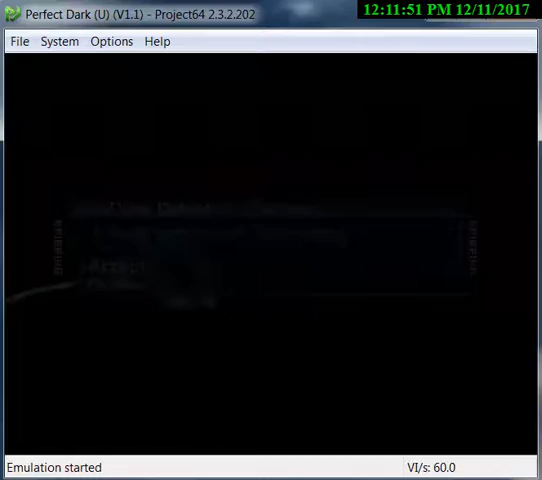 Perfect Dark (U) (V1.1) - Project64 2.3.2.202
12:11:51 PM 12/11/2017
File System Options Help
Emulation started
VI/s: 60.0